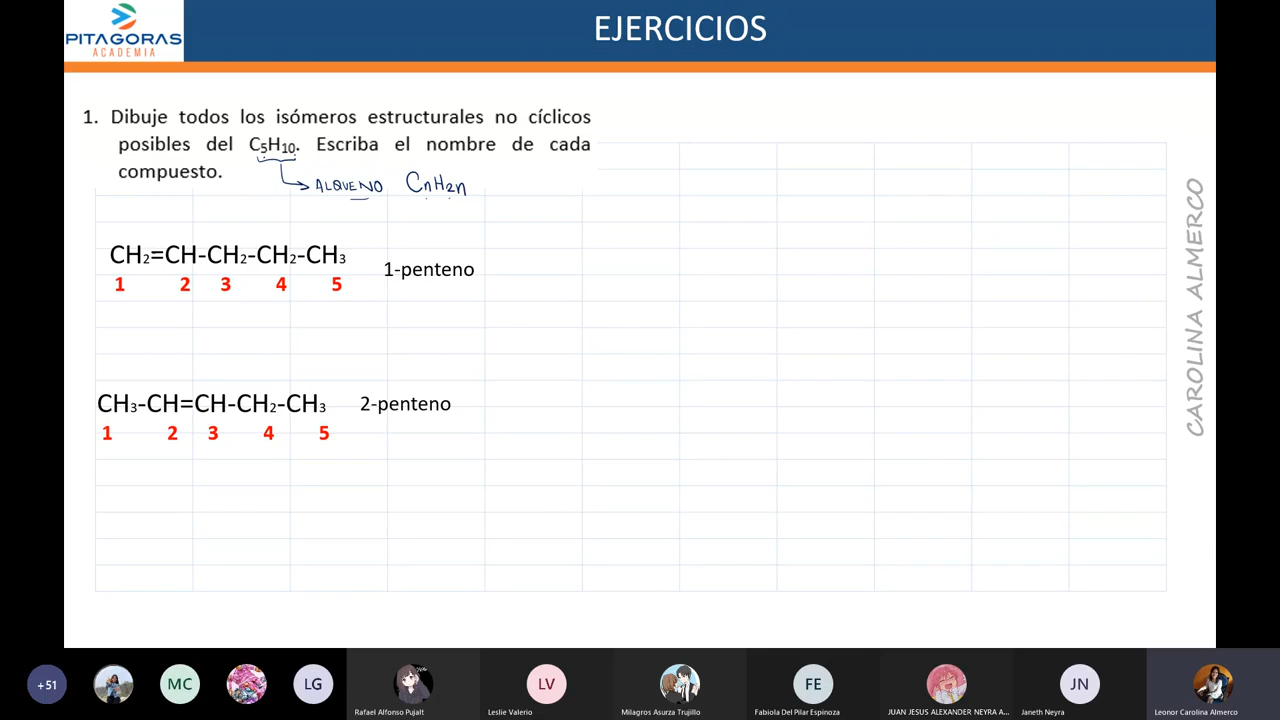 PITAGORAS
ACADEMIA
EJERCICIOS
1. Dibuje todos los isómeros estructurales no cíclicos
posibles del C5H10. Escriba el nombre de cada
compuesto.
ALQUENO CnH2n
CH2=CH-CH2-CH2-CH3
1 2 3 4 5
1-penteno
CH3-CH=CH-CH2-CH3 2-penteno
1 2 3 4 5
CAROLINA ALMERCO
+51
MC
LG
LV
FE
JN
Rafael Alfonso Pujalt
Leslie Valerio
Milagros Asurza Trujillo
Fabiola Del Pilar Espinoza
JUAN JESUS ALEXANDER NEYRA A...
Janeth Neyra
Leonor Carolina Almerco